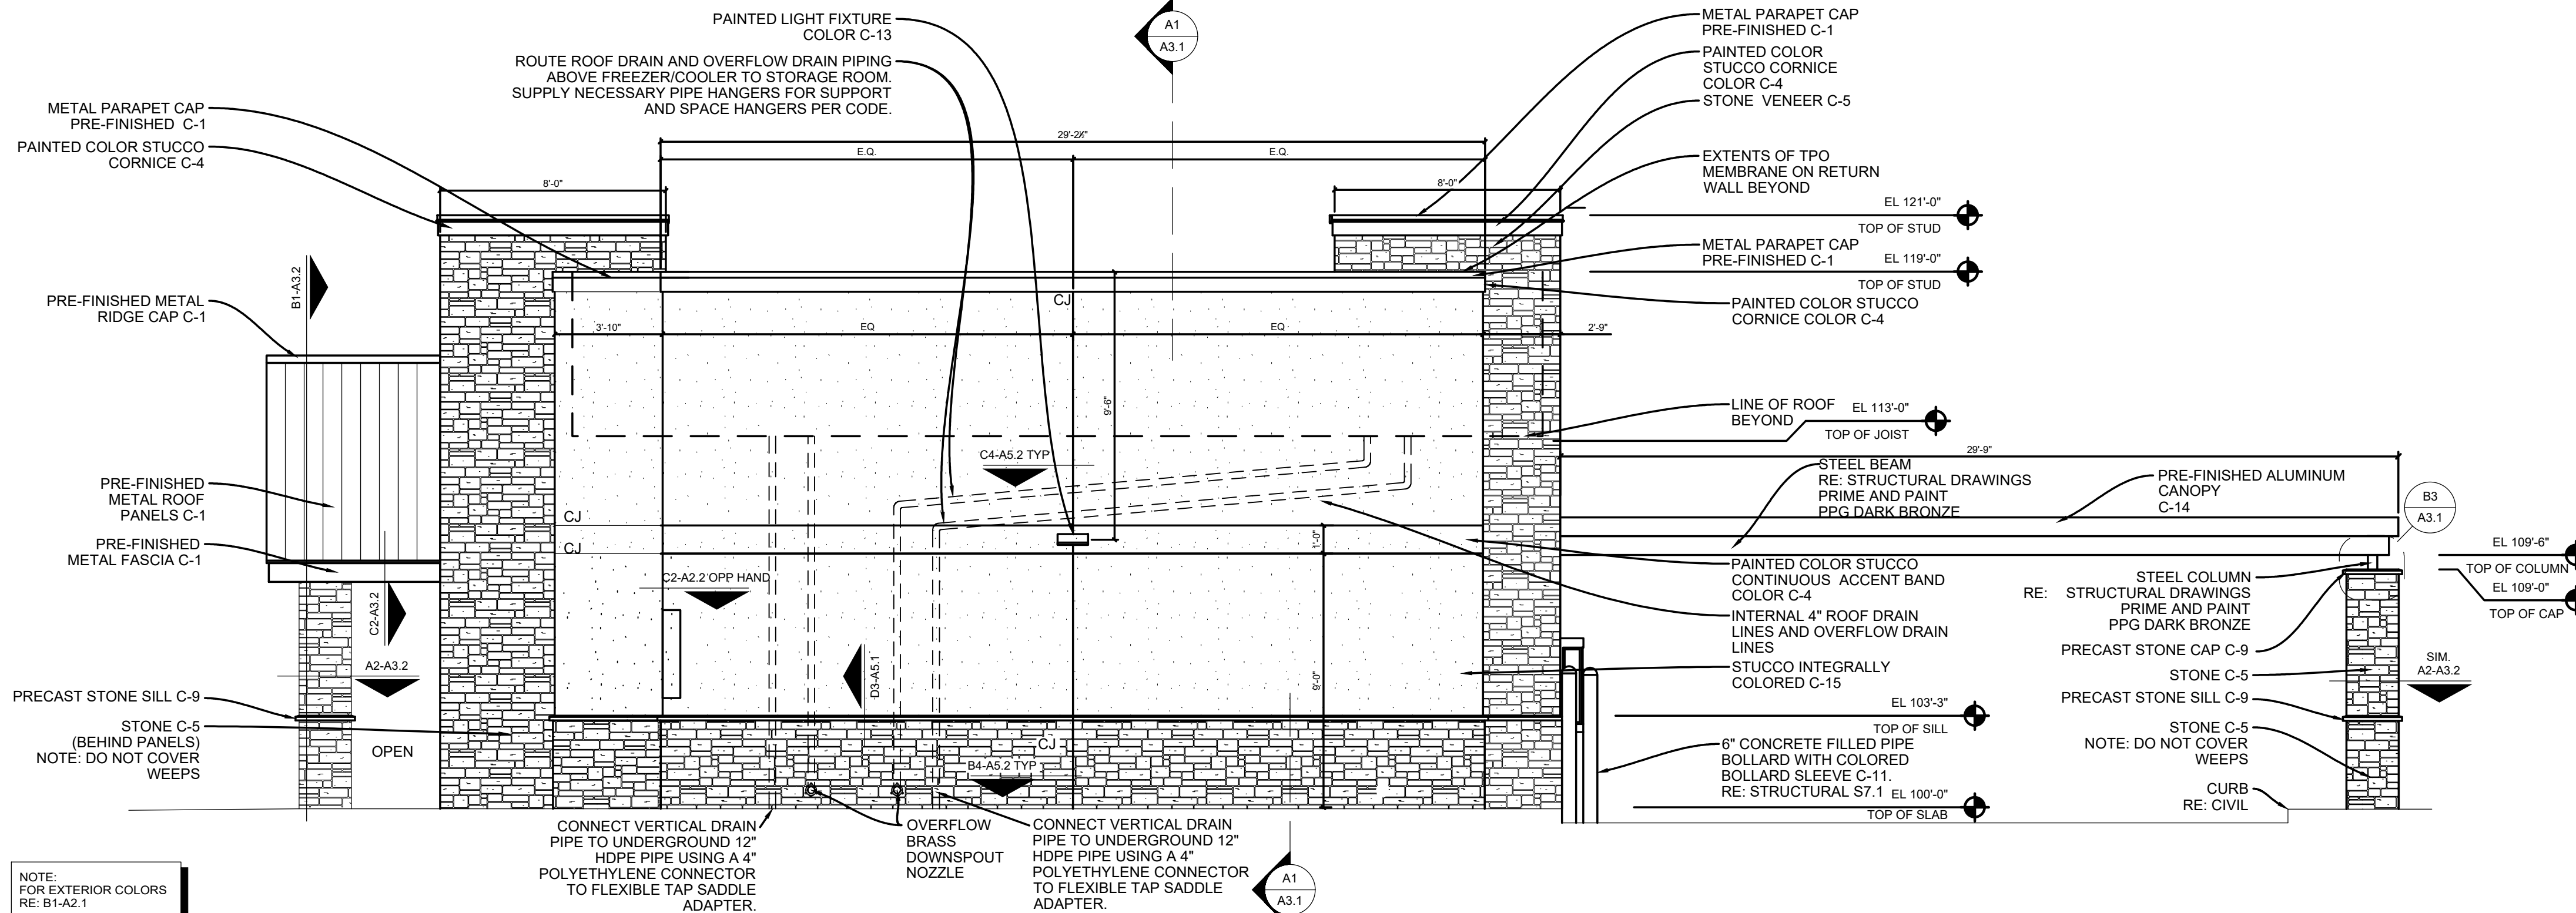 PAINTED LIGHT FIXTURE
COLOR C-13
ROUTE ROOF DRAIN AND OVERFLOW DRAIN PIPING
ABOVE FREEZER/COOLER TO STORAGE ROOM.
SUPPLY NECESSARY PIPE HANGERS FOR SUPPORT
AND SPACE HANGERS PER CODE.
A1
A3.1
METAL PARAPET CAP
PRE-FINISHED C-1
PAINTED COLOR
STUCCO CORNICE
COLOR C-4
STONE VENEER C-5
EXTENTS OF TPO
MEMBRANE ON RETURN
WALL BEYOND
EL 121'-0"
TOP OF STUD
METAL PARAPET CAP
PRE-FINISHED C-1
EL 119'-0"
TOP OF STUD
PAINTED COLOR STUCCO
CORNICE COLOR C-4
METAL PARAPET CAP
PRE-FINISHED C-1
PAINTED COLOR STUCCO
CORNICE C-4
PRE-FINISHED METAL
RIDGE CAP C-1
PRE-FINISHED
METAL ROOF
PANELS C-1
PRE-FINISHED
METAL FASCIA C-1
PRECAST STONE SILL C-9
STONE C-5
(BEHIND PANELS)
NOTE: DO NOT COVER
WEEPS
OPEN
B1-A3.2
C2-A3.2
A2-A3.2
8'-0"
E.Q.
E.Q.
8'-0"
3'-10"
EQ
EQ
2'-9"
CJ
9'-6"
C4-A5.2 TYP
CJ
CJ
1'-0"
C2-A2.2 OPP HAND
D3-A5.1
9'-0"
CJ
B4-A5.2 TYP
LINE OF ROOF
BEYOND
EL 113'-0"
TOP OF JOIST
29'-9"
STEEL BEAM
RE: STRUCTURAL DRAWINGS
PRIME AND PAINT
PPG DARK BRONZE
PRE-FINISHED ALUMINUM
CANOPY
C-14
B3
A3.1
EL 109'-6"
TOP OF COLUMN
EL 109'-0"
TOP OF CAP
PAINTED COLOR STUCCO
CONTINUOUS ACCENT BAND
COLOR C-4
INTERNAL 4" ROOF DRAIN
LINES AND OVERFLOW DRAIN
LINES
STUCCO INTEGRALLY
COLORED C-15
EL 103'-3"
TOP OF SILL
6" CONCRETE FILLED PIPE
BOLLARD WITH COLORED
BOLLARD SLEEVE C-11.
RE: STRUCTURAL S7.1
EL 100'-0"
TOP OF SLAB
STEEL COLUMN
RE: STRUCTURAL DRAWINGS
PRIME AND PAINT
PPG DARK BRONZE
PRECAST STONE CAP C-9
STONE C-5
PRECAST STONE SILL C-9
STONE C-5
NOTE: DO NOT COVER
WEEPS
CURB
RE: CIVIL
SIM.
A2-A3.2
CONNECT VERTICAL DRAIN
PIPE TO UNDERGROUND 12"
HDPE PIPE USING A 4"
POLYETHYLENE CONNECTOR
TO FLEXIBLE TAP SADDLE
ADAPTER.
OVERFLOW
BRASS
DOWNSPOUT
NOZZLE
CONNECT VERTICAL DRAIN
PIPE TO UNDERGROUND 12"
HDPE PIPE USING A 4"
POLYETHYLENE CONNECTOR
TO FLEXIBLE TAP SADDLE
ADAPTER.
A1
A3.1
NOTE:
FOR EXTERIOR COLORS
RE: B1-A2.1